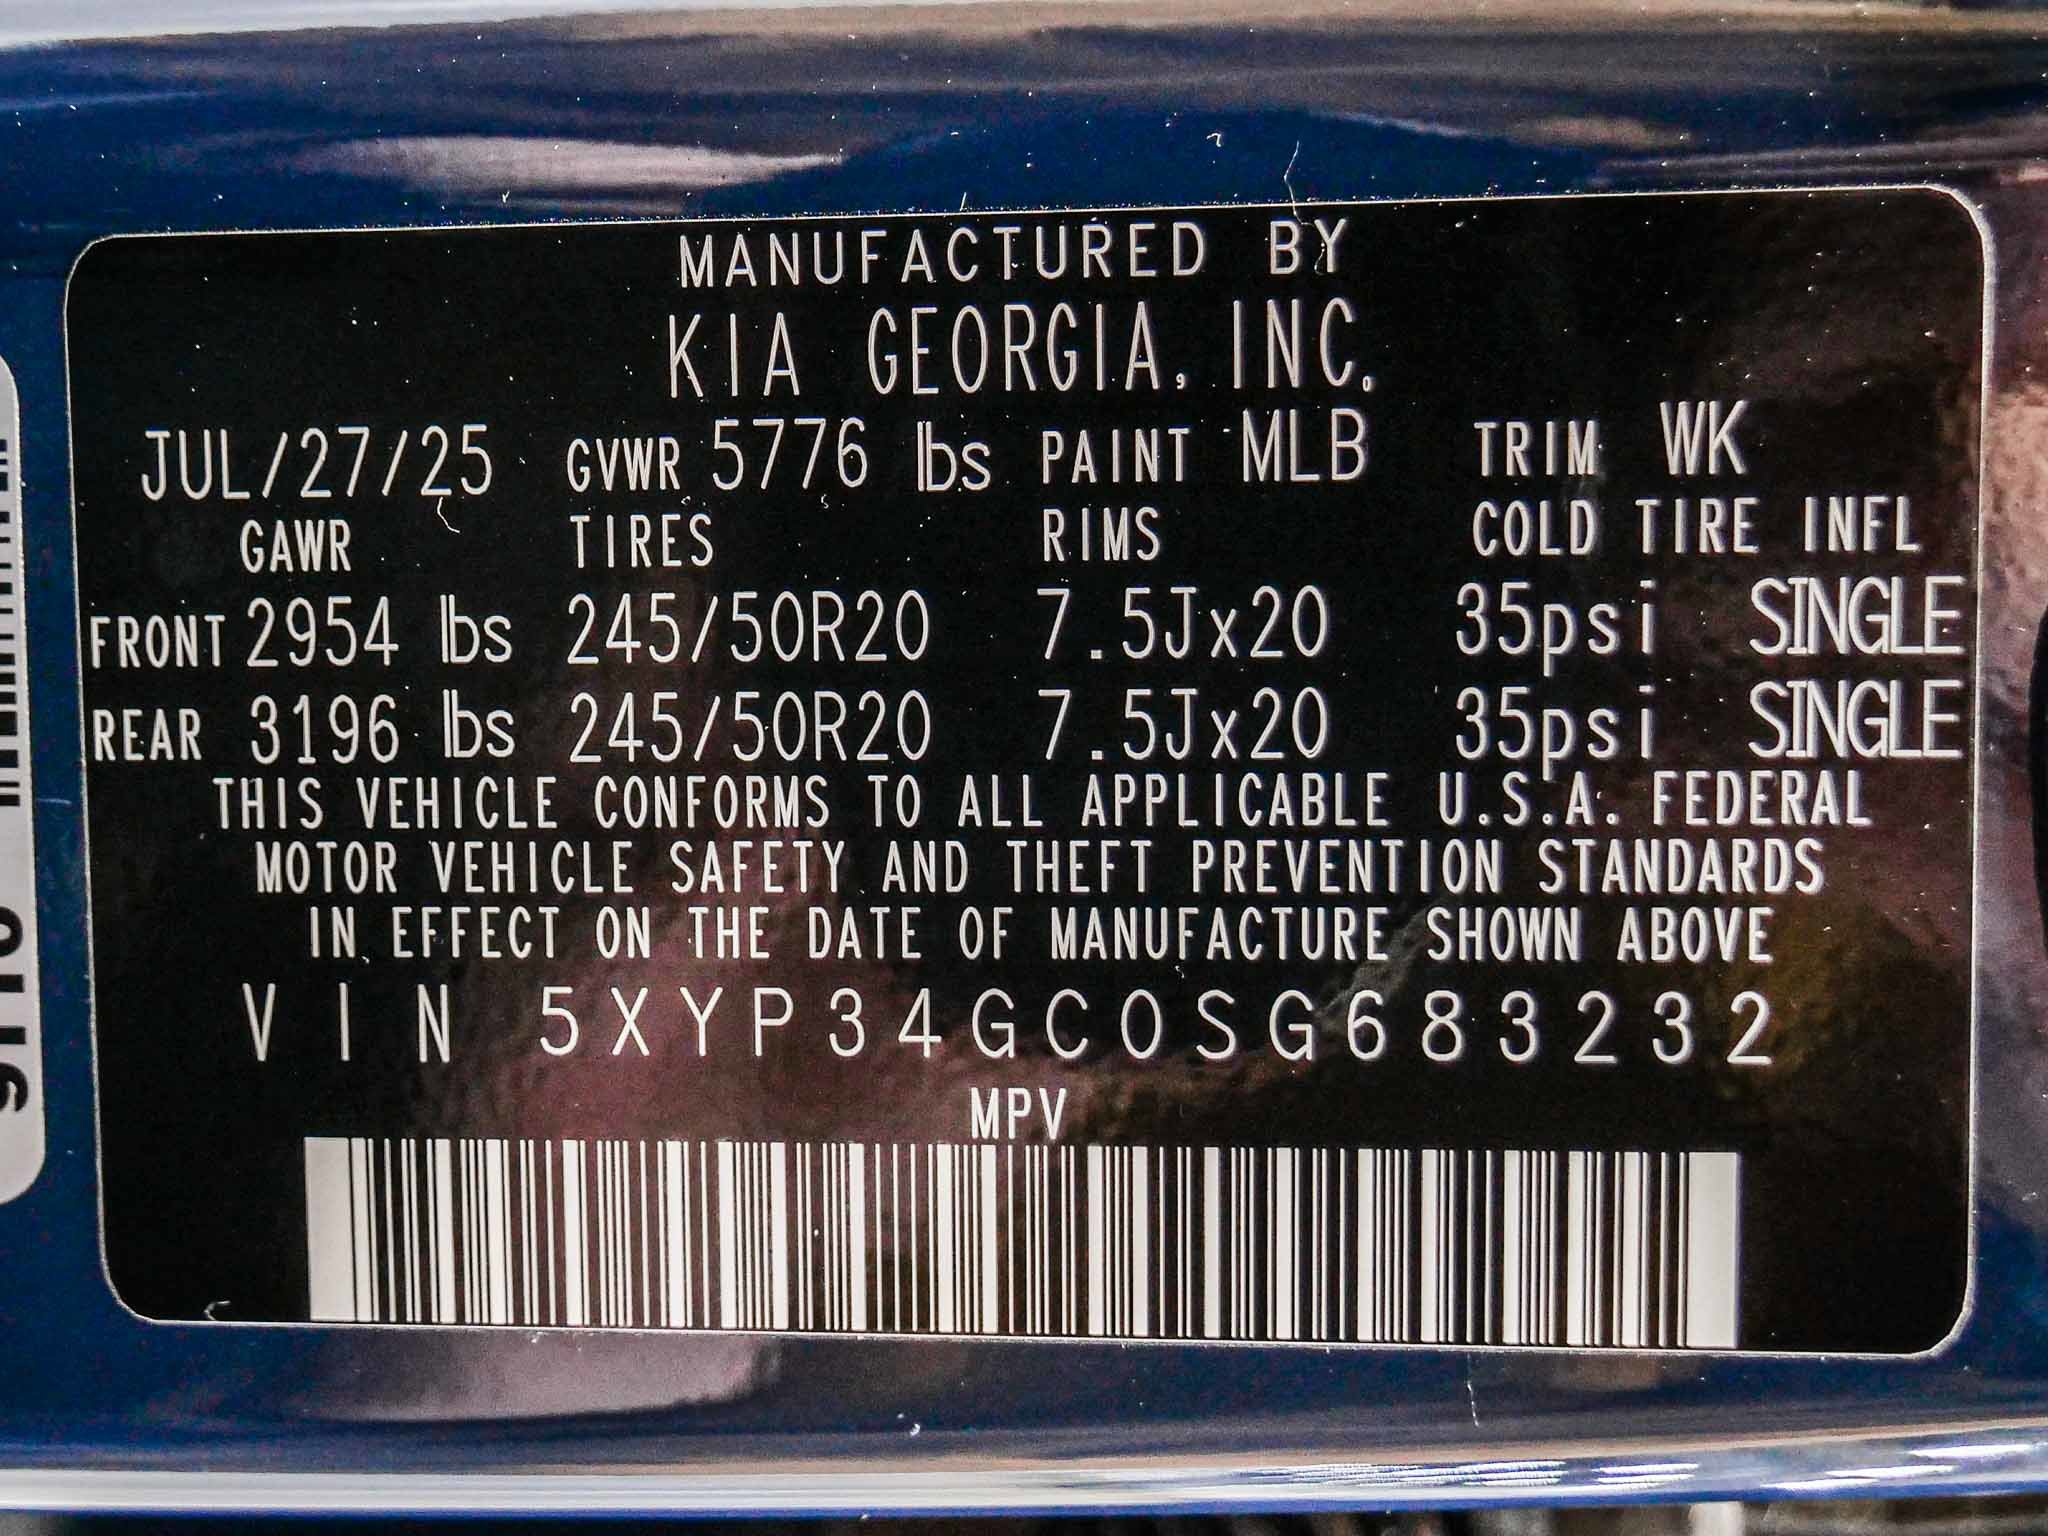 MANUFACTURED BY
KIA GEORGIA, INC.
JUL/27/25 GVWR 5776 lbs PAINT MLB TRIM WK
GAWR TIRES RIMS COLD TIRE INFL
FRONT 2954 lbs 245/50R20 7.5Jx20 35psi SINGLE
REAR 3196 lbs 245/50R20 7.5Jx20 35psi SINGLE
THIS VEHICLE CONFORMS TO ALL APPLICABLE U.S.A. FEDERAL
MOTOR VEHICLE SAFETY AND THEFT PREVENTION STANDARDS
IN EFFECT ON THE DATE OF MANUFACTURE SHOWN ABOVE
VIN 5XYP34GC0SG683232
MPV